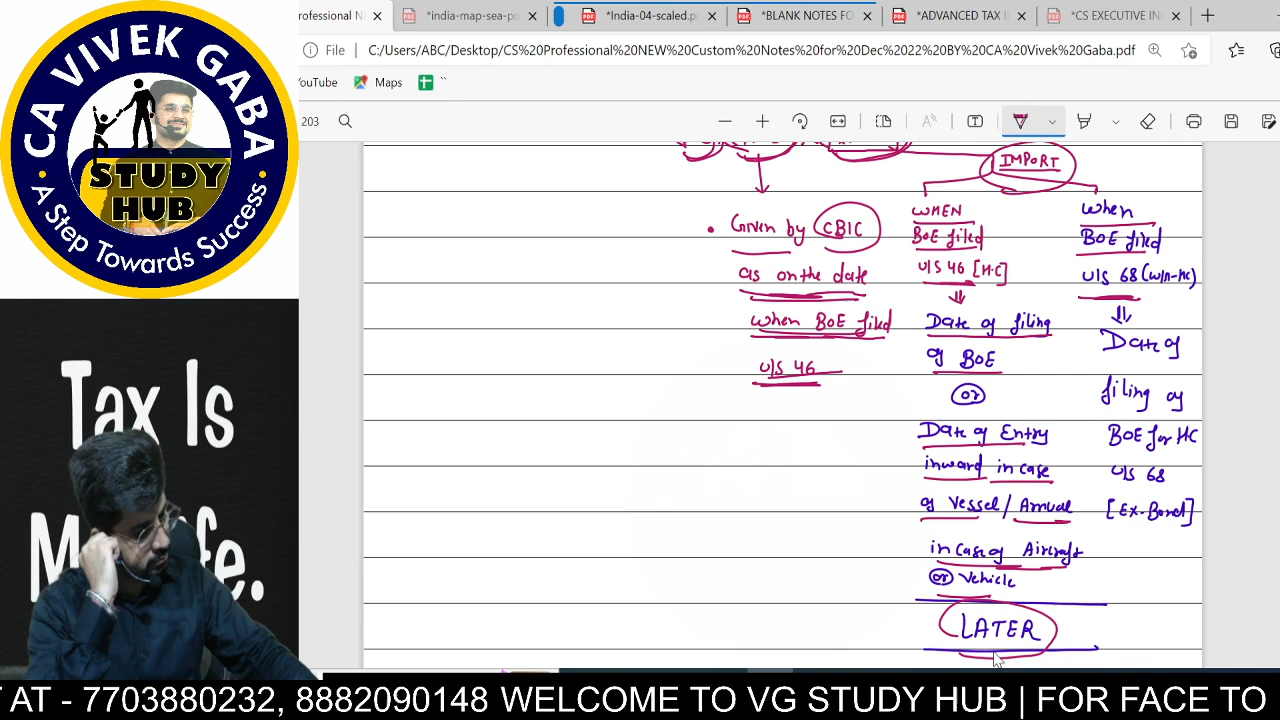 CA VIVEK GABA
STUDY
HUB
A Step Towards Success
Tax Is
rofessional N
*india-map-sea-po
*India-04-scaled.p
*BLANK NOTES FO
*ADVANCED TAX
*CS EXECUTIVE IN
File
C:/Users/ABC/Desktop/CS%20Professional%20NEW%20Custom%20Notes%20for%20Dec%2022%20BY%20CA%20Vivek%20Gaba.pdf
YouTube
Maps
``
203
IMPORT
• Given by CBIC
as on the date
when BOE filed
u/s 46
WHEN
BOE filed
u/s 46 [H.C]
⇓
Date of filing
of BOE
or
Date of Entry
inward in case
of Vessel / Arrival
in case of Aircraft
or Vehicle
LATER
When
BOE filed
u/s 68 (W/H-HC)
⇓
Date of
filing of
BOE for HC
u/s 68
[Ex-Bond]
T AT - 7703880232, 8882090148 WELCOME TO VG STUDY HUB | FOR FACE TO